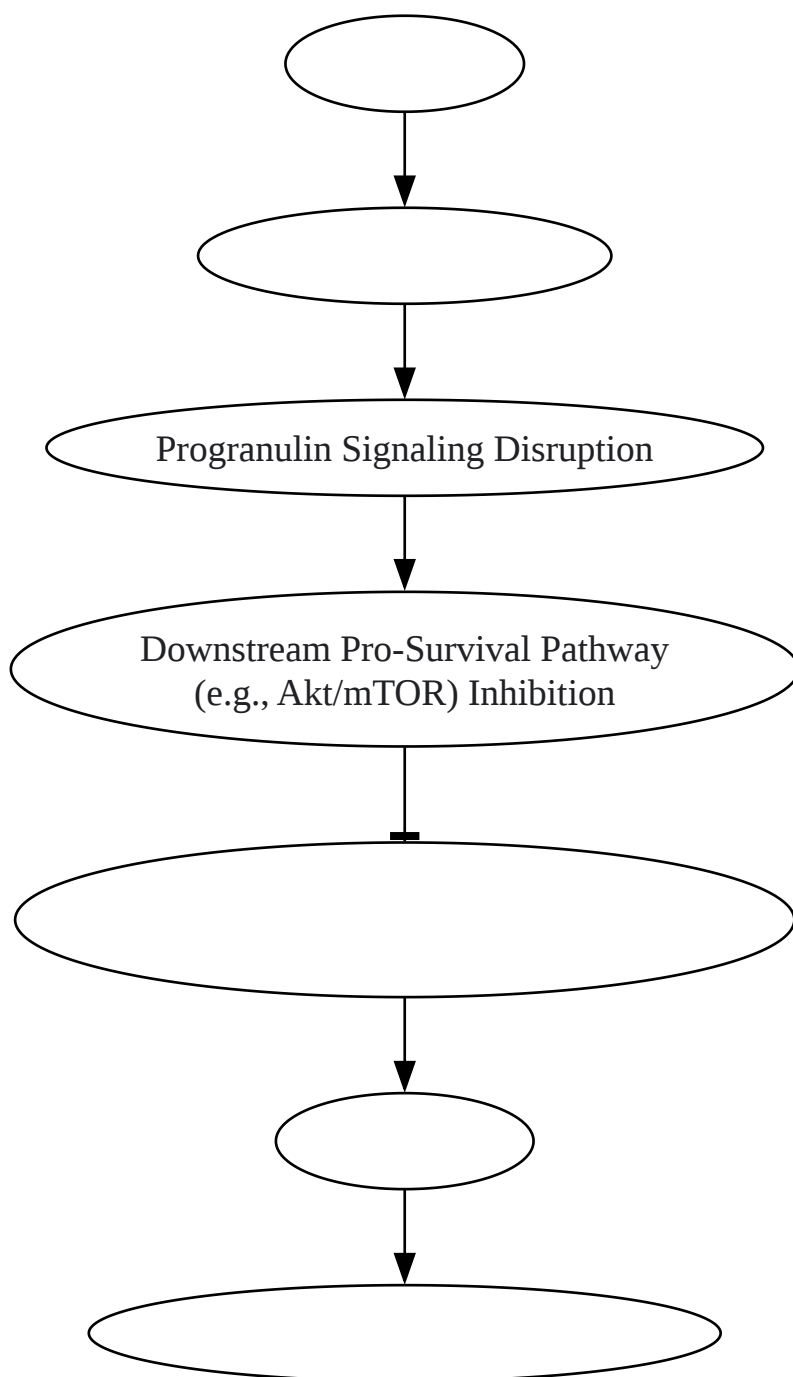 Progranulin Signaling Disruption
Downstream Pro-Survival Pathway
(e.g., Akt/mTOR) Inhibition